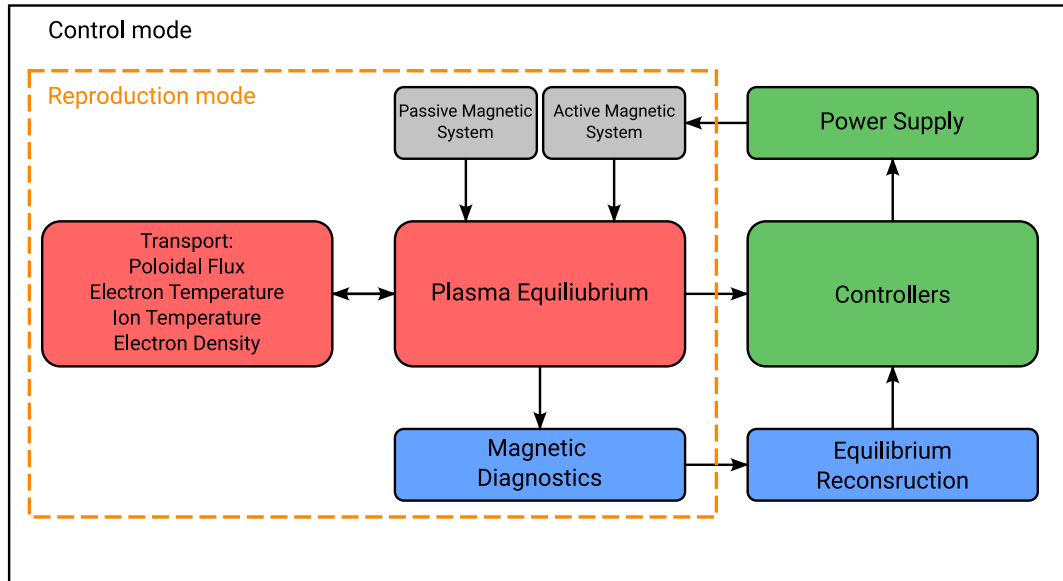 Control mode
Reproduction mode
Passive Magnetic
System
Active Magnetic
System
Power Supply
Transport:
Poloidal Flux
Electron Temperature
Ion Temperature
Electron Density
Plasma Equiliubrium
Controllers
Magnetic
Diagnostics
Equilibrium
Reconsruction